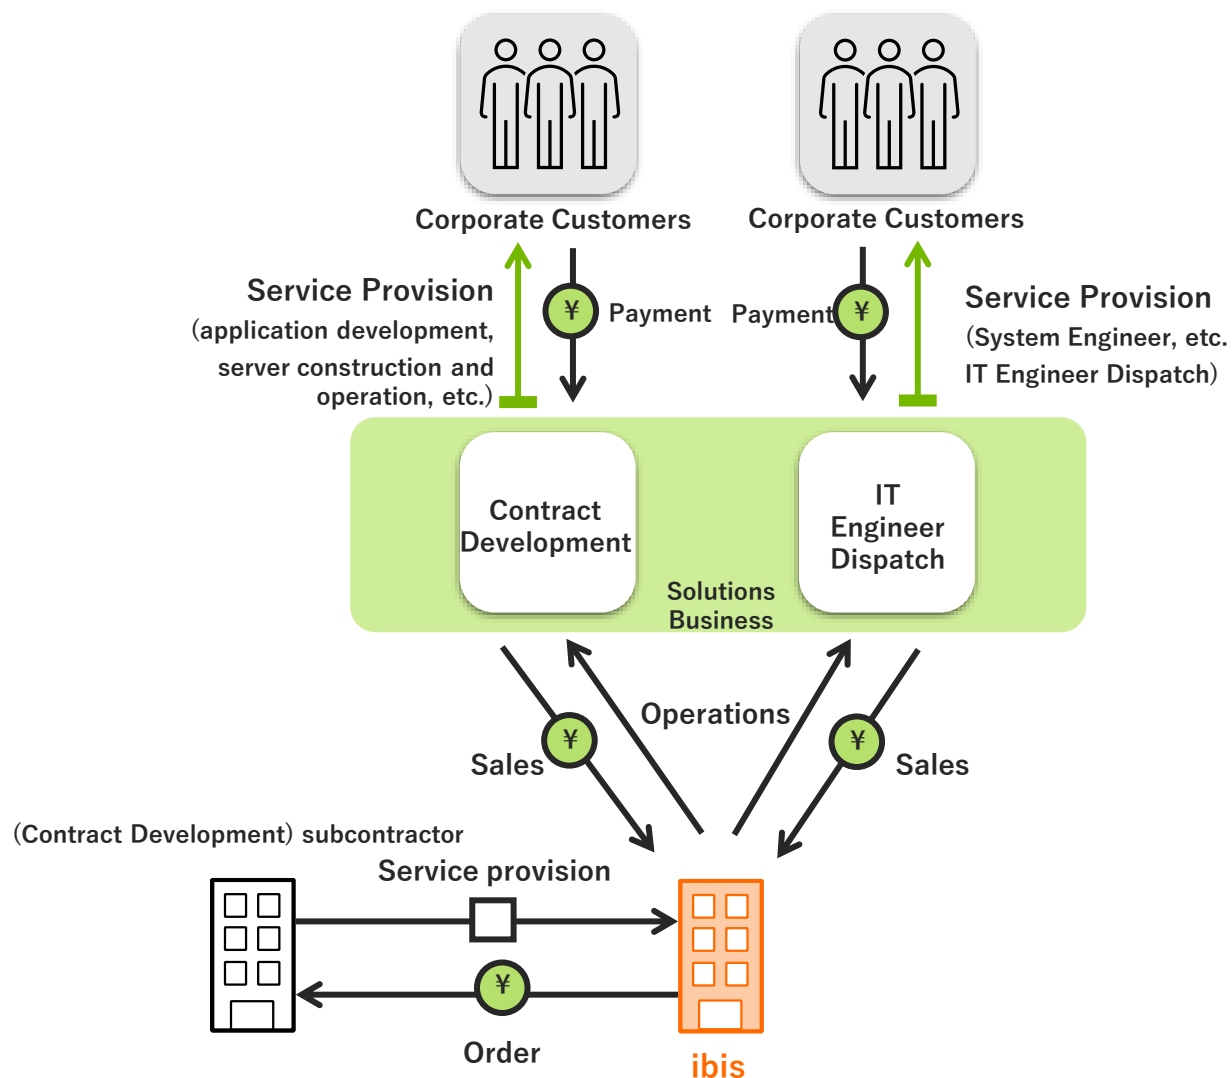 Corporate Customers
Corporate Customers
Service Provision
(application development,
server construction and
operation, etc.)
¥
Payment
Payment
¥
Service Provision
(System Engineer, etc.
IT Engineer Dispatch)
Contract
Development
IT
Engineer
Dispatch
Solutions
Business
Operations
¥
Sales
¥
Sales
(Contract Development) subcontractor
Service provision
¥
Order
ibis